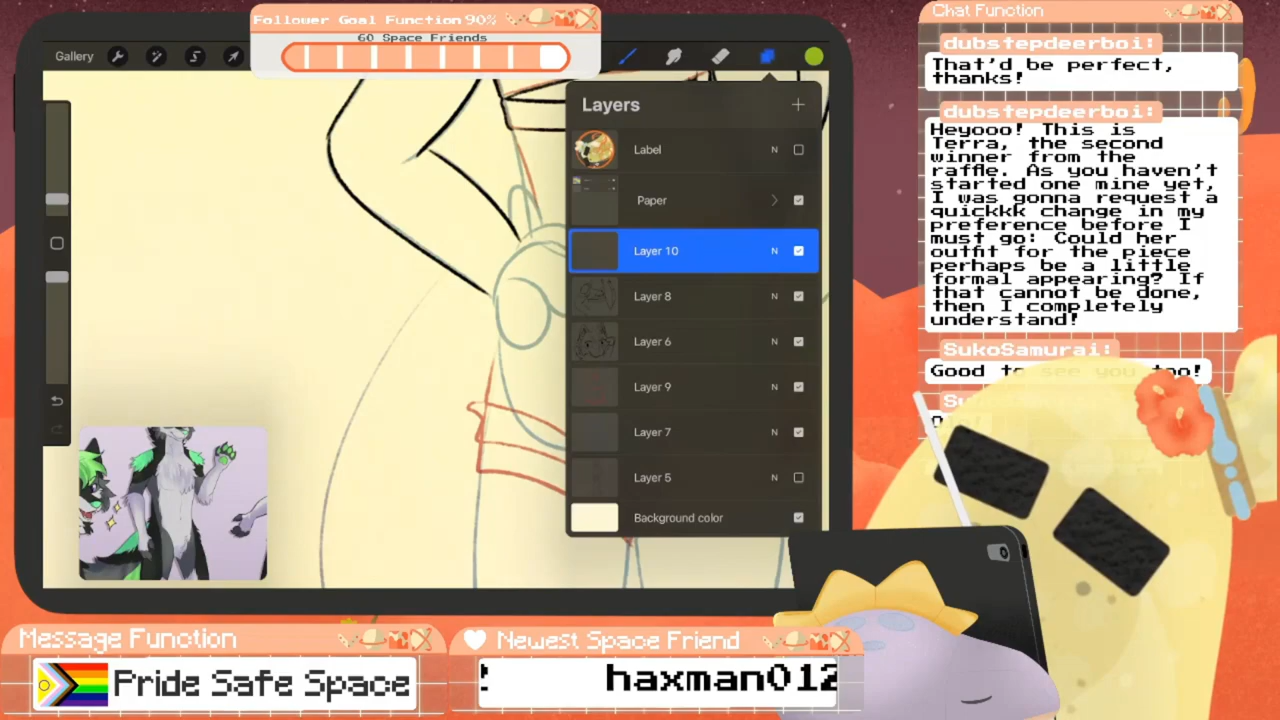 Follower Goal Function 90%
60 Space Friends
Gallery
Layers
Label N
Paper
Layer 10 N
Layer 8 N
Layer 6 N
Layer 9 N
Layer 7 N
Layer 5 N
Background color
Chat Function
dubstepdeerboi:
That'd be perfect,
thanks!
dubstepdeerboi:
Heyooo! This is
Terra, the second
winner from the
raffle. As you haven't
started one mine yet,
I was gonna request a
quickkk change in my
preference before I
must go: Could her
outfit for the piece
perhaps be a little
formal appearing? If
that cannot be done,
then I completely
understand!
SukoSamurai:
Good to see you too!
Message Function
Pride Safe Space
Newest Space Friend
! haxman012